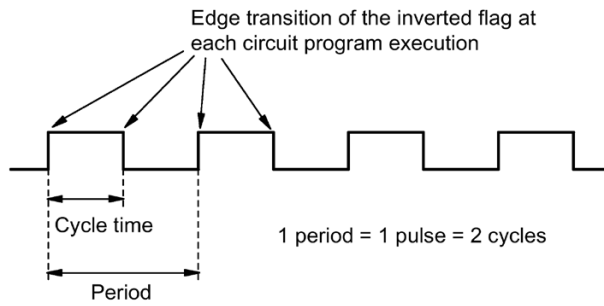 Edge transition of the inverted flag at
each circuit program execution
Cycle time
1 period = 1 pulse = 2 cycles
Period